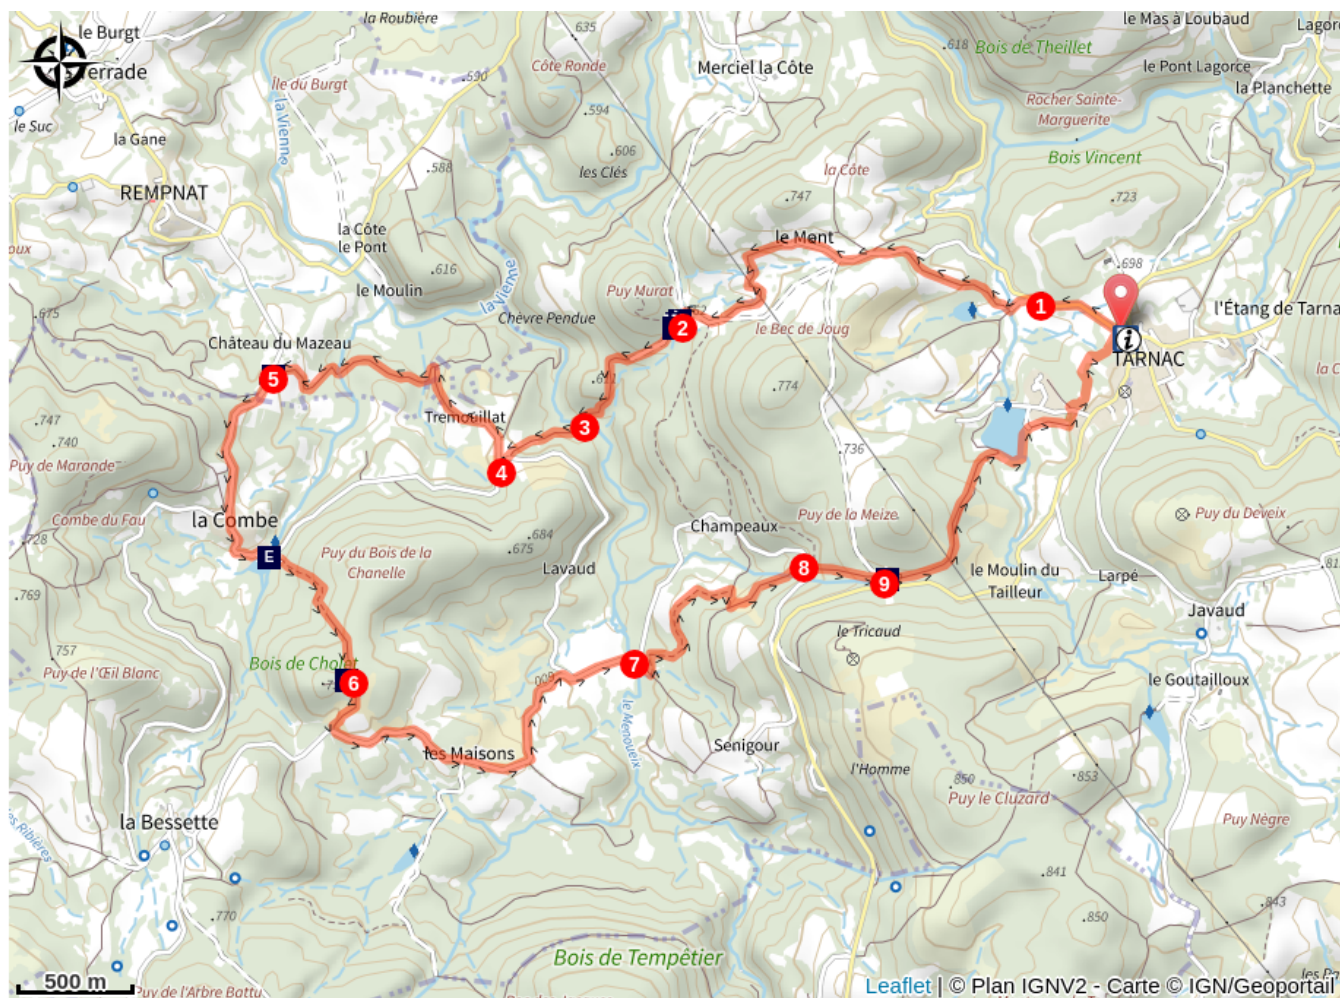 le Burgt
Terrade
le Suc
la Gane
REMPNAT
la Roubière
Île du Burgt
la Vienne
.590
.588
la Côte
le Pont
.616
le Moulin
.635
Côte Ronde
.594
.606
les Clés
Merciel la Côte
.618
Bois de Theillet
le Mas à Loubaud
le Pont Lagorce
la Planchette
Rocher Sainte-
Marguerite
Bois Vincent
la Côte
.747
.723
le Mont
.698
la Vienne
Puy Murat
Chèvre Pendue
le Bec de Joug
1
l'Étang de Tarna
i
TARNAC
2
.675
Château du Mazeau
5
.774
Tremouillat
3
4
.747
.740
Puy de Marande
.736
la Combe
Combe du Fau
.728
E
Puy du Bois de la
Chanelle
.684
.675
Lavaud
Champeaux
Puy de la Meize
Puy du Deveix
8
9
le Moulin du
Tailleur
Larpé
Javaud
.769
.757
Puy de l'Œil Blanc
Bois de Cholet
6
7
le Tricaud
le Goutailloux
le Menoueix
les Maisons
Senigour
l'Homme
.850
.853
Puy le Cluzard
Puy Nègre
la Bessette
.841
.843
.850
.770
Bois de Tempêtier
500 m
Puy de l'Arbre Battu
Leaflet | © Plan IGNV2 - Carte © IGN/Geoportail